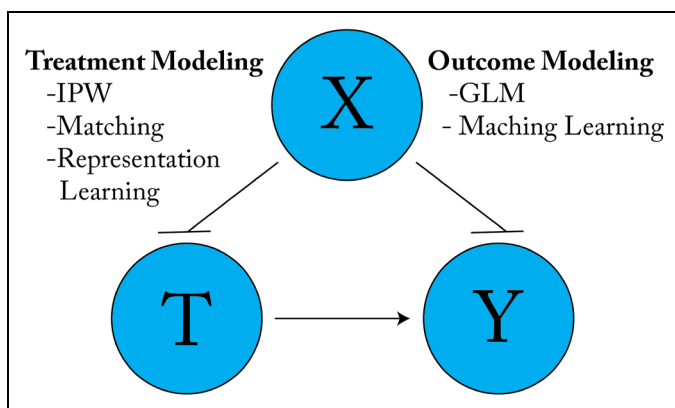 Treatment Modeling
-IPW
-Matching
-Representation
Learning
X
Outcome Modeling
-GLM
- Maching Learning
T
Y